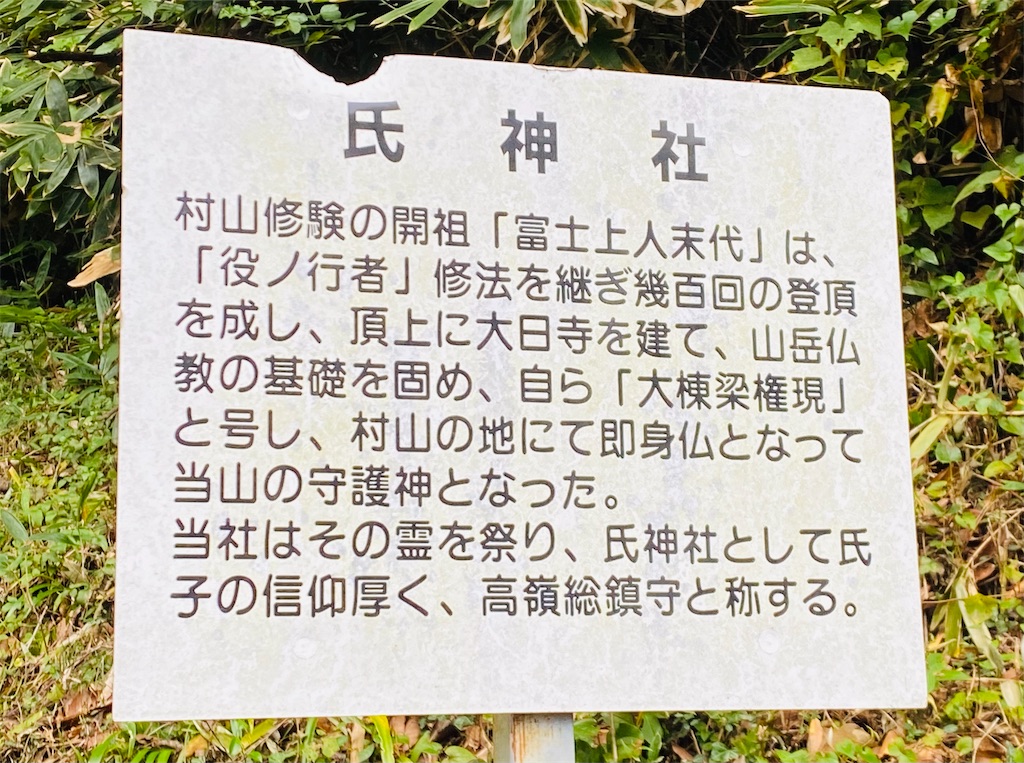 氏神社
村山修験の開祖「富士上人末代」は、
「役ノ行者」修法を継ぎ幾百回の登頂
を成し、頂上に大日寺を建て、山岳仏
教の基礎を固め、自ら「大棟梁権現」
と号し、村山の地にて即身仏となって
当山の守護神となった。
当社はその霊を祭り、氏神社として氏
子の信仰厚く、高嶺総鎮守と称する。